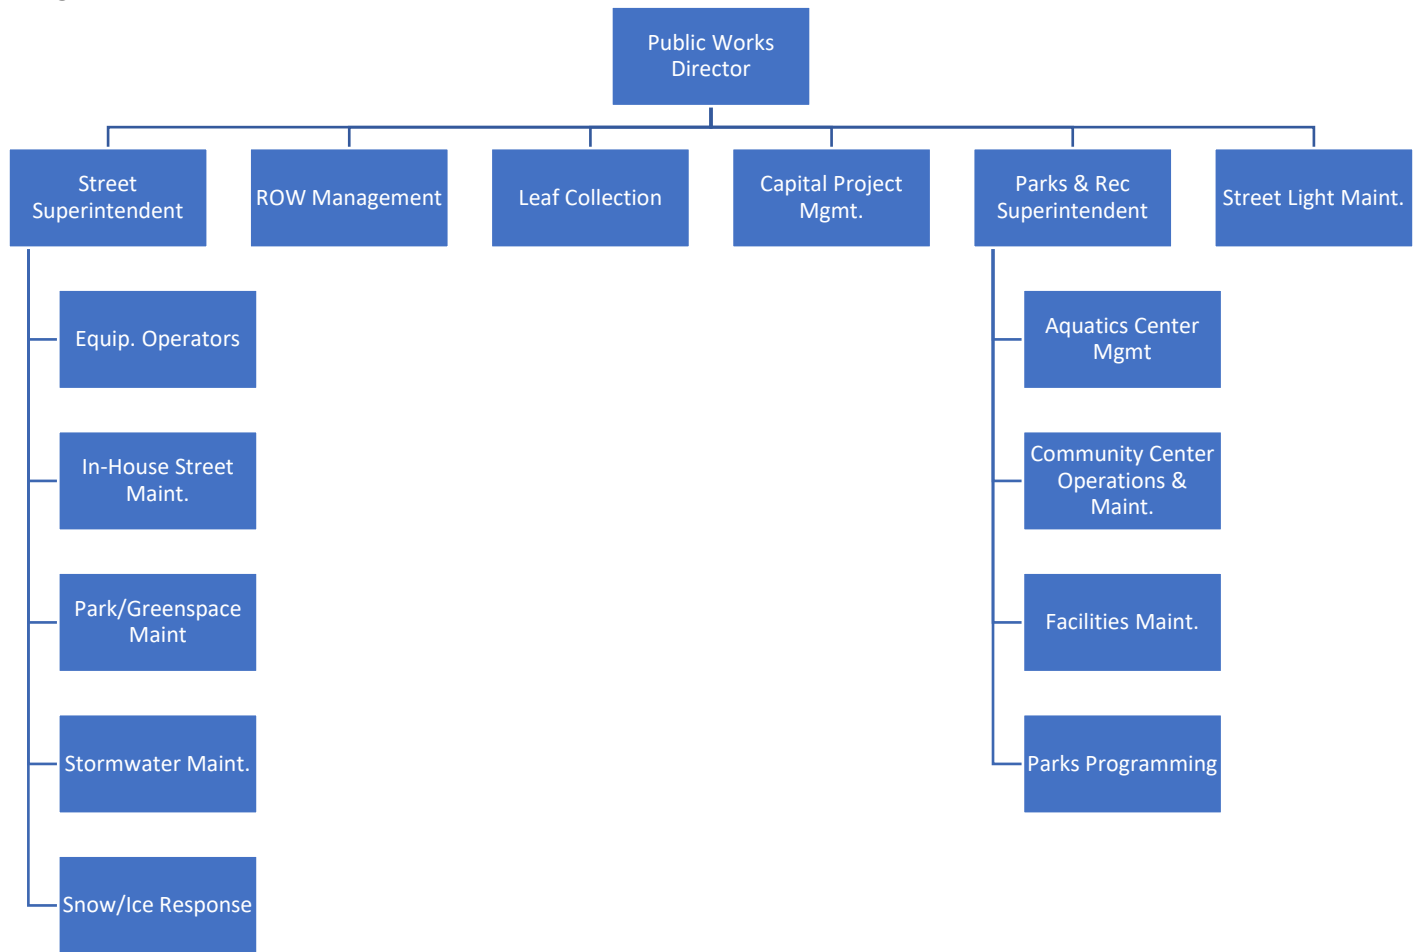 Public Works
Director
Street
Superintendent
ROW Management
Leaf Collection
Capital Project
Mgmt.
Parks & Rec
Superintendent
Street Light Maint.
Equip. Operators
In-House Street
Maint.
Park/Greenspace
Maint
Stormwater Maint.
Snow/Ice Response
Aquatics Center
Mgmt
Community Center
Operations &
Maint.
Facilities Maint.
Parks Programming